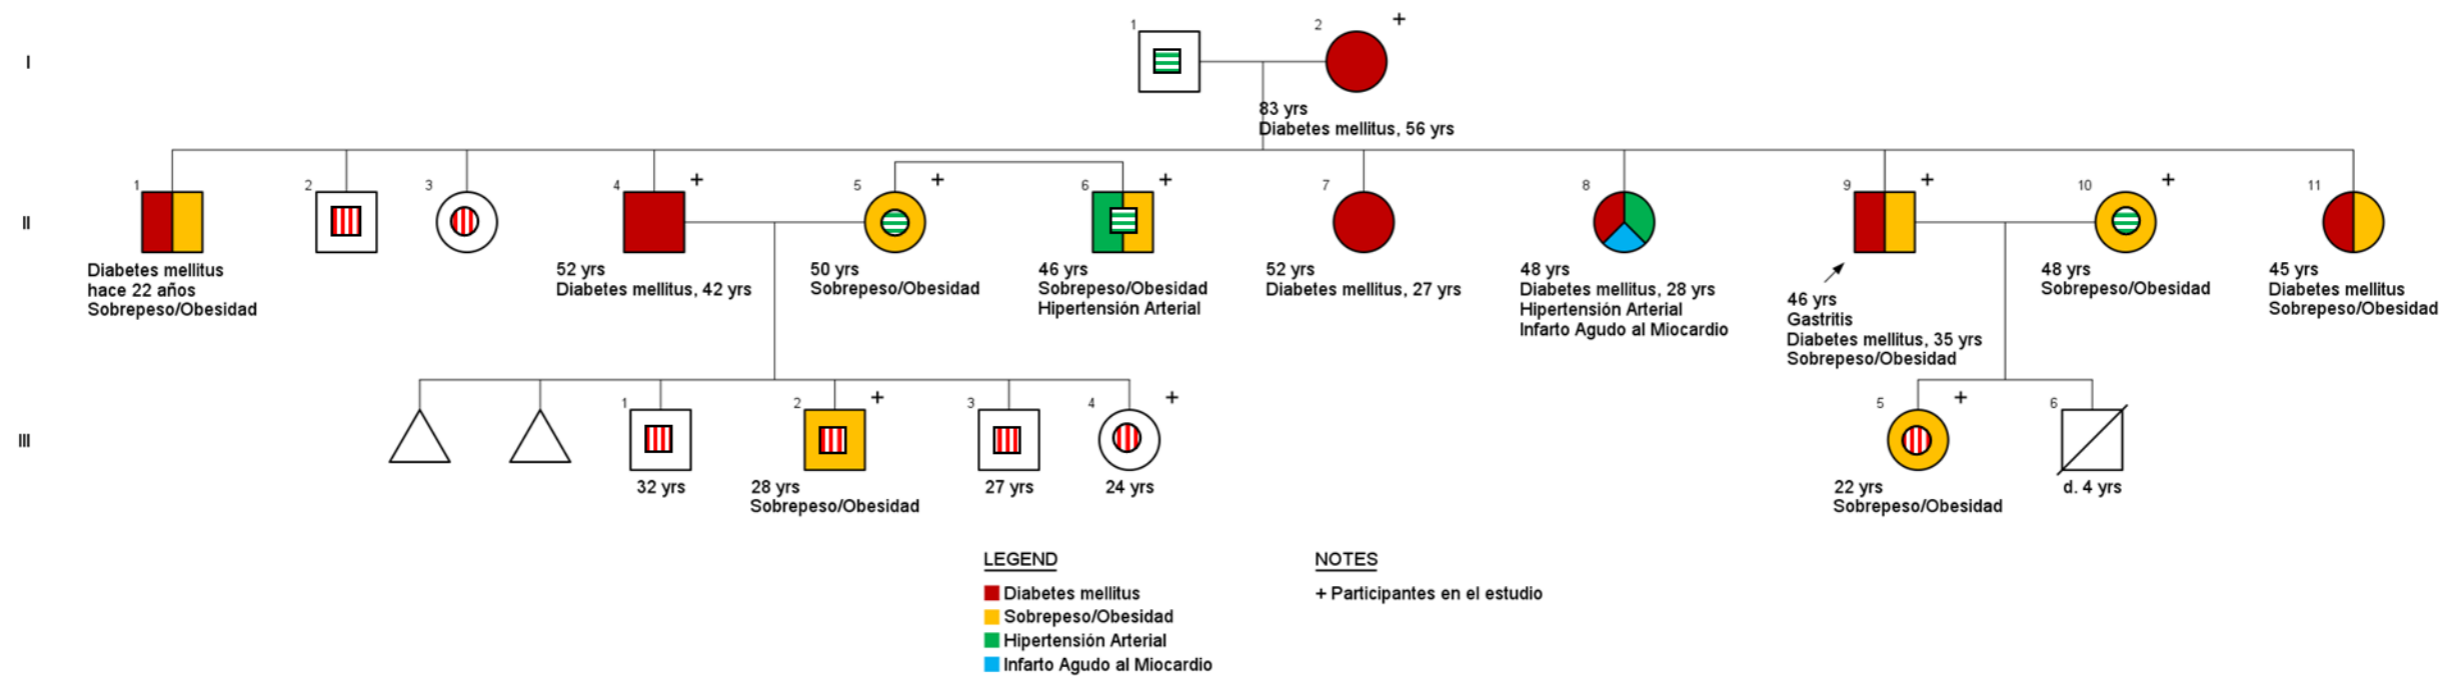 1
2
+
I
83 yrs
Diabetes mellitus, 56 yrs
1
2
3
4
+
5
+
6
+
7
8
9
+
10
+
11
II
Diabetes mellitus
hace 22 años
Sobrepeso/Obesidad
52 yrs
Diabetes mellitus, 42 yrs
50 yrs
Sobrepeso/Obesidad
46 yrs
Sobrepeso/Obesidad
Hipertensión Arterial
52 yrs
Diabetes mellitus, 27 yrs
48 yrs
Diabetes mellitus, 28 yrs
Hipertensión Arterial
Infarto Agudo al Miocardio
46 yrs
Gastritis
Diabetes mellitus, 35 yrs
Sobrepeso/Obesidad
48 yrs
Sobrepeso/Obesidad
45 yrs
Diabetes mellitus
Sobrepeso/Obesidad
1
2
+
3
4
+
5
+
6
III
32 yrs
28 yrs
Sobrepeso/Obesidad
27 yrs
24 yrs
22 yrs
Sobrepeso/Obesidad
d. 4 yrs
LEGEND
Diabetes mellitus
Sobrepeso/Obesidad
Hipertensión Arterial
Infarto Agudo al Miocardio
NOTES
+ Participantes en el estudio